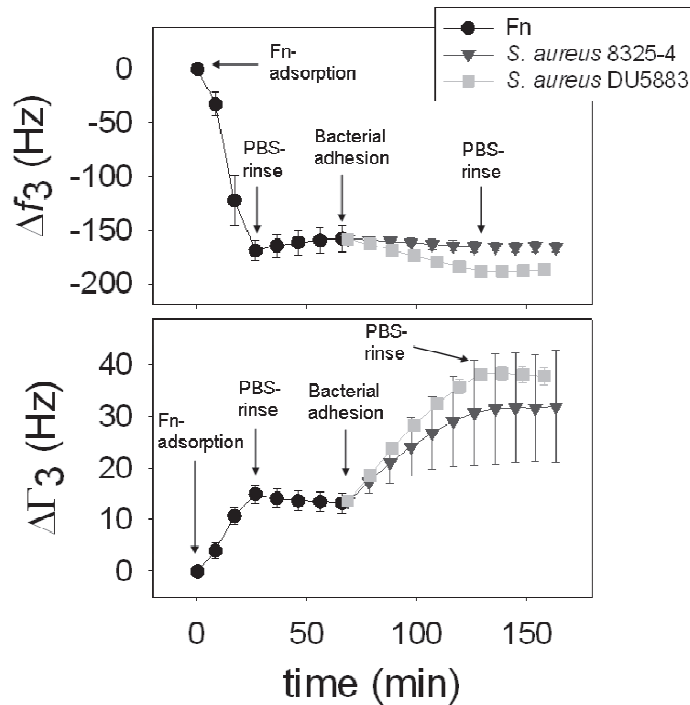 Fn
S. aureus 8325-4
S. aureus DU5883
Δf3 (Hz)
0
-50
-100
-150
-200
Fn-
adsorption
PBS-
rinse
Bacterial
adhesion
PBS-
rinse
ΔΓ3 (Hz)
40
30
20
10
0
Fn-
adsorption
PBS-
rinse
Bacterial
adhesion
PBS-
rinse
0 50 100 150
time (min)